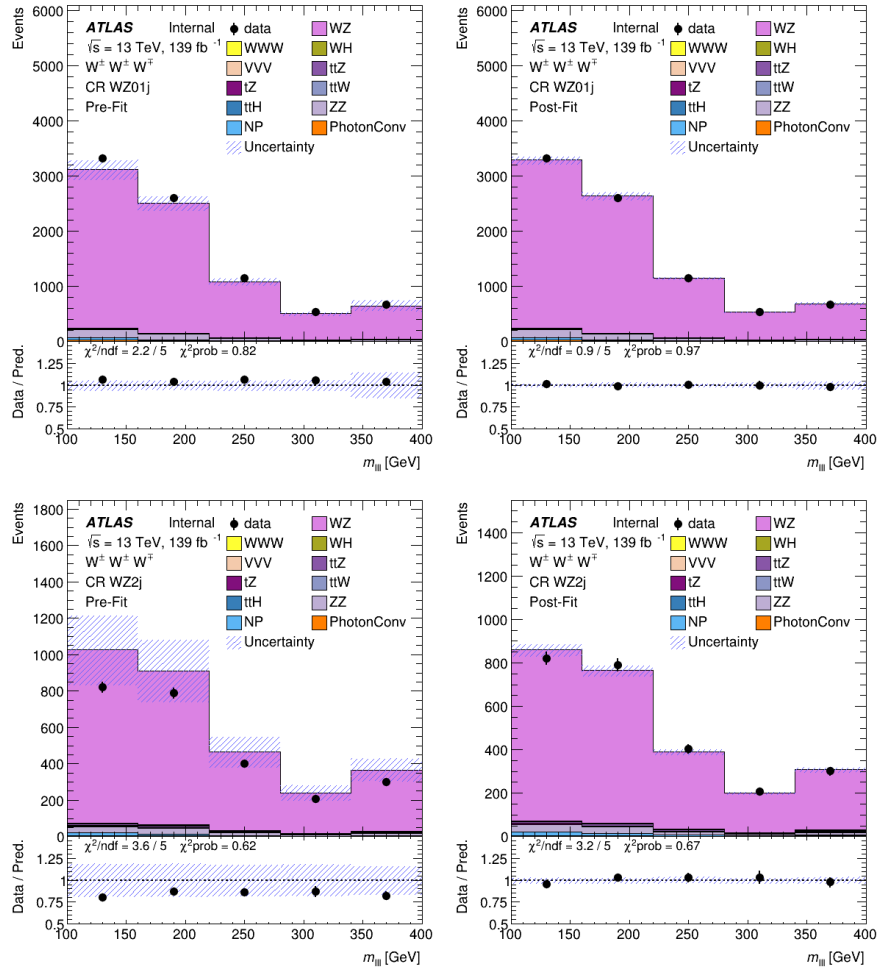 Events
6000
5000
4000
3000
2000
1000
0
ATLAS Internal
√s = 13 TeV, 139 fb⁻¹
W± W± W∓
CR WZ01j
Pre-Fit
data
WWW
VVV
tZ
ttH
NP
Uncertainty
WZ
WH
ttZ
ttW
ZZ
PhotonConv
χ²/ndf = 2.2 / 5 χ²prob = 0.82
Data / Pred.
1.25
1
0.75
0.5
100 150 200 250 300 350 400
m_lll [GeV]
Events
6000
5000
4000
3000
2000
1000
0
ATLAS Internal
√s = 13 TeV, 139 fb⁻¹
W± W± W∓
CR WZ01j
Post-Fit
data
WWW
VVV
tZ
ttH
NP
Uncertainty
WZ
WH
ttZ
ttW
ZZ
PhotonConv
χ²/ndf = 0.9 / 5 χ²prob = 0.97
Data / Pred.
1.25
1
0.75
0.5
100 150 200 250 300 350 400
m_lll [GeV]
Events
1800
1600
1400
1200
1000
800
600
400
200
0
ATLAS Internal
√s = 13 TeV, 139 fb⁻¹
W± W± W∓
CR WZ2j
Pre-Fit
data
WWW
VVV
tZ
ttH
NP
Uncertainty
WZ
WH
ttZ
ttW
ZZ
PhotonConv
χ²/ndf = 3.6 / 5 χ²prob = 0.62
Data / Pred.
1.25
1
0.75
0.5
100 150 200 250 300 350 400
m_lll [GeV]
Events
1400
1200
1000
800
600
400
200
0
ATLAS Internal
√s = 13 TeV, 139 fb⁻¹
W± W± W∓
CR WZ2j
Post-Fit
data
WWW
VVV
tZ
ttH
NP
Uncertainty
WZ
WH
ttZ
ttW
ZZ
PhotonConv
χ²/ndf = 3.2 / 5 χ²prob = 0.67
Data / Pred.
1.25
1
0.75
0.5
100 150 200 250 300 350 400
m_lll [GeV]